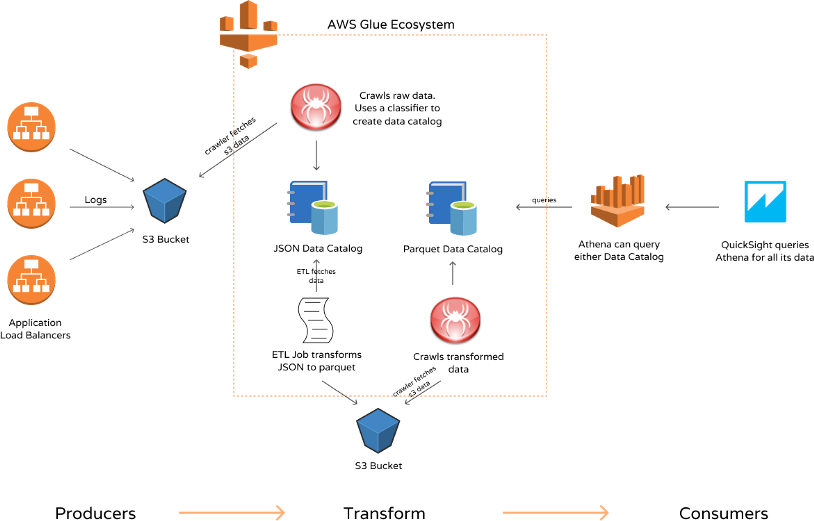 AWS Glue Ecosystem
Crawls raw data.
Uses a classifier to
create data catalog
crawler fetches
s3 data
Logs
S3 Bucket
JSON Data Catalog
Parquet Data Catalog
queries
Athena can query
either Data Catalog
QuickSight queries
Athena for all its data
ETL fetches
data
Application
Load Balancers
ETL Job transforms
JSON to parquet
Crawls transformed
data
crawler fetches
s3 data
S3 Bucket
Producers
Transform
Consumers